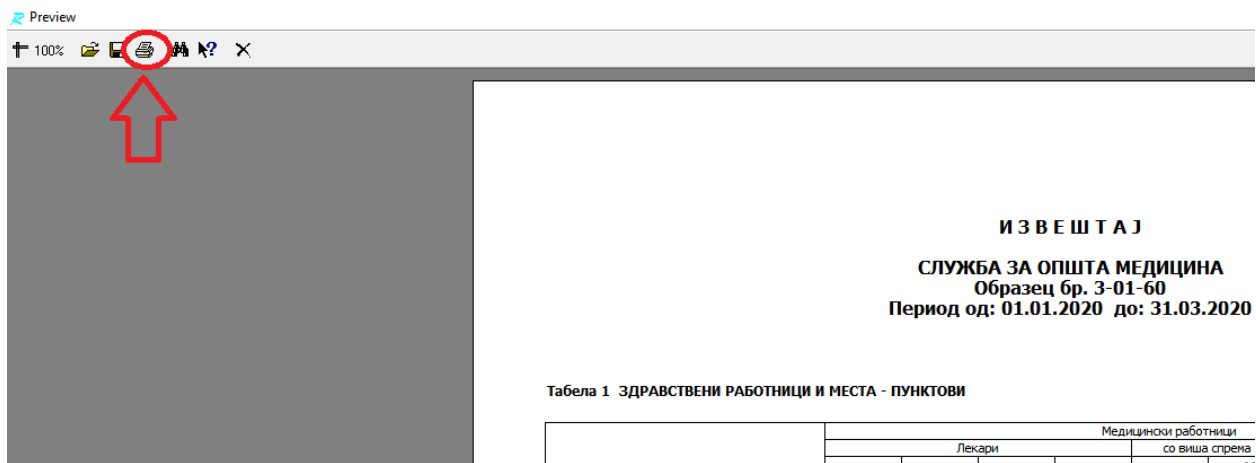 Preview
100%
И З В Е Ш Т А Ј
СЛУЖБА ЗА ОПШТА МЕДИЦИНА
Образец бр. 3-01-60
Период од: 01.01.2020 до: 31.03.2020
Табела 1 ЗДРАВСТВЕНИ РАБОТНИЦИ И МЕСТА - ПУНКТОВИ
Медицински работници
Лекари со виша спрема